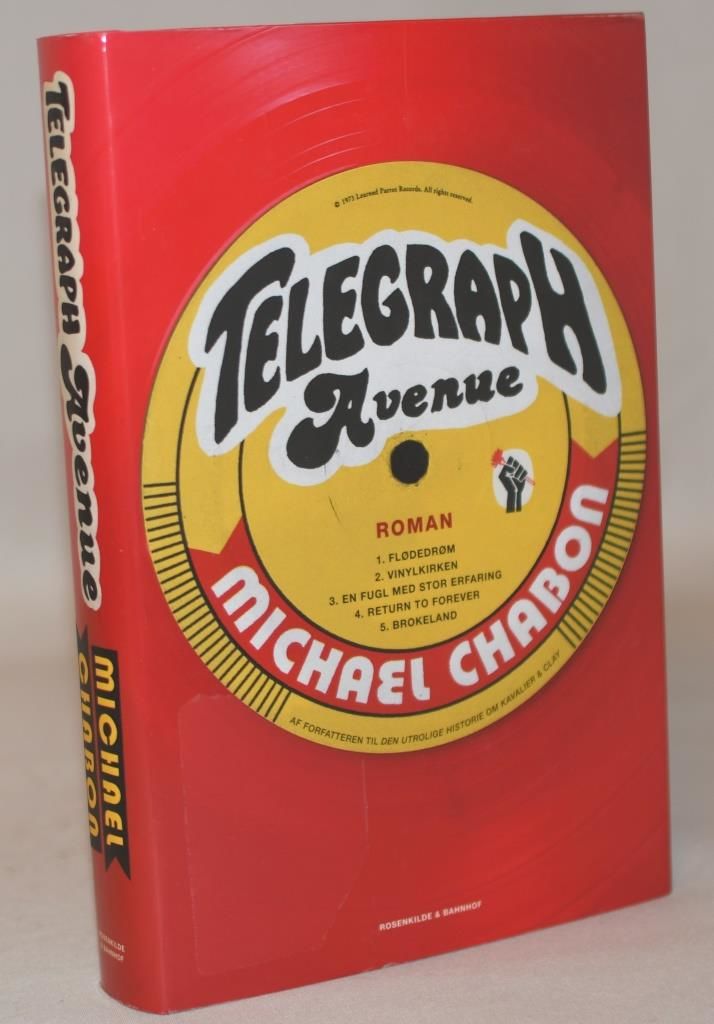 TELEGRAPH Avenue
MICHAEL
CHABON
ROSENKILDE
& BAHNHOF
© 1973 Learned Parrot Records. All rights reserved.
TELEGRAPH
Avenue
ROMAN
1. FLØDEDRØM
2. VINYLKIRKEN
3. EN FUGL MED STOR ERFARING
4. RETURN TO FOREVER
5. BROKELAND
MICHAEL CHABON
AF FORFATTEREN TIL DEN UTROLIGE HISTORIE OM KAVALIER & CLAY
ROSENKILDE & BAHNHOF